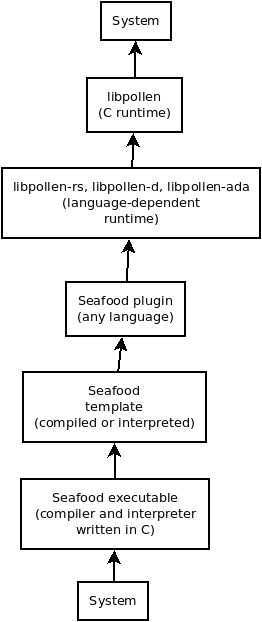 System
libpollen
(C runtime)
libpollen-rs, libpollen-d, libpollen-ada
(language-dependent
runtime)
Seafood plugin
(any language)
Seafood
template
(compiled or interpreted)
Seafood executable
(compiler and interpreter
written in C)
System